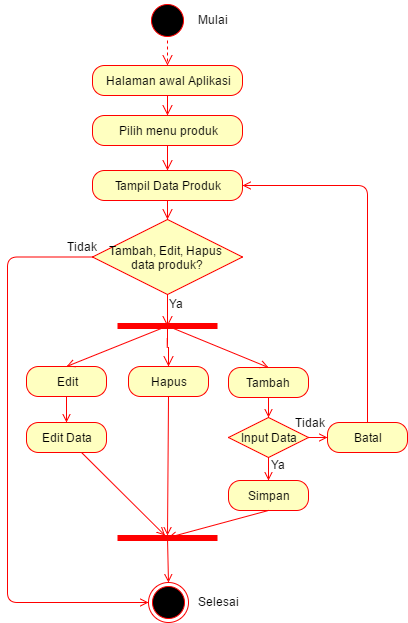 Mulai
Halaman awal Aplikasi
Pilih menu produk
Tampil Data Produk
Tidak
Tambah, Edit, Hapus
data produk?
Ya
Edit
Hapus
Tambah
Tidak
Edit Data
Input Data
Batal
Ya
Simpan
Selesai